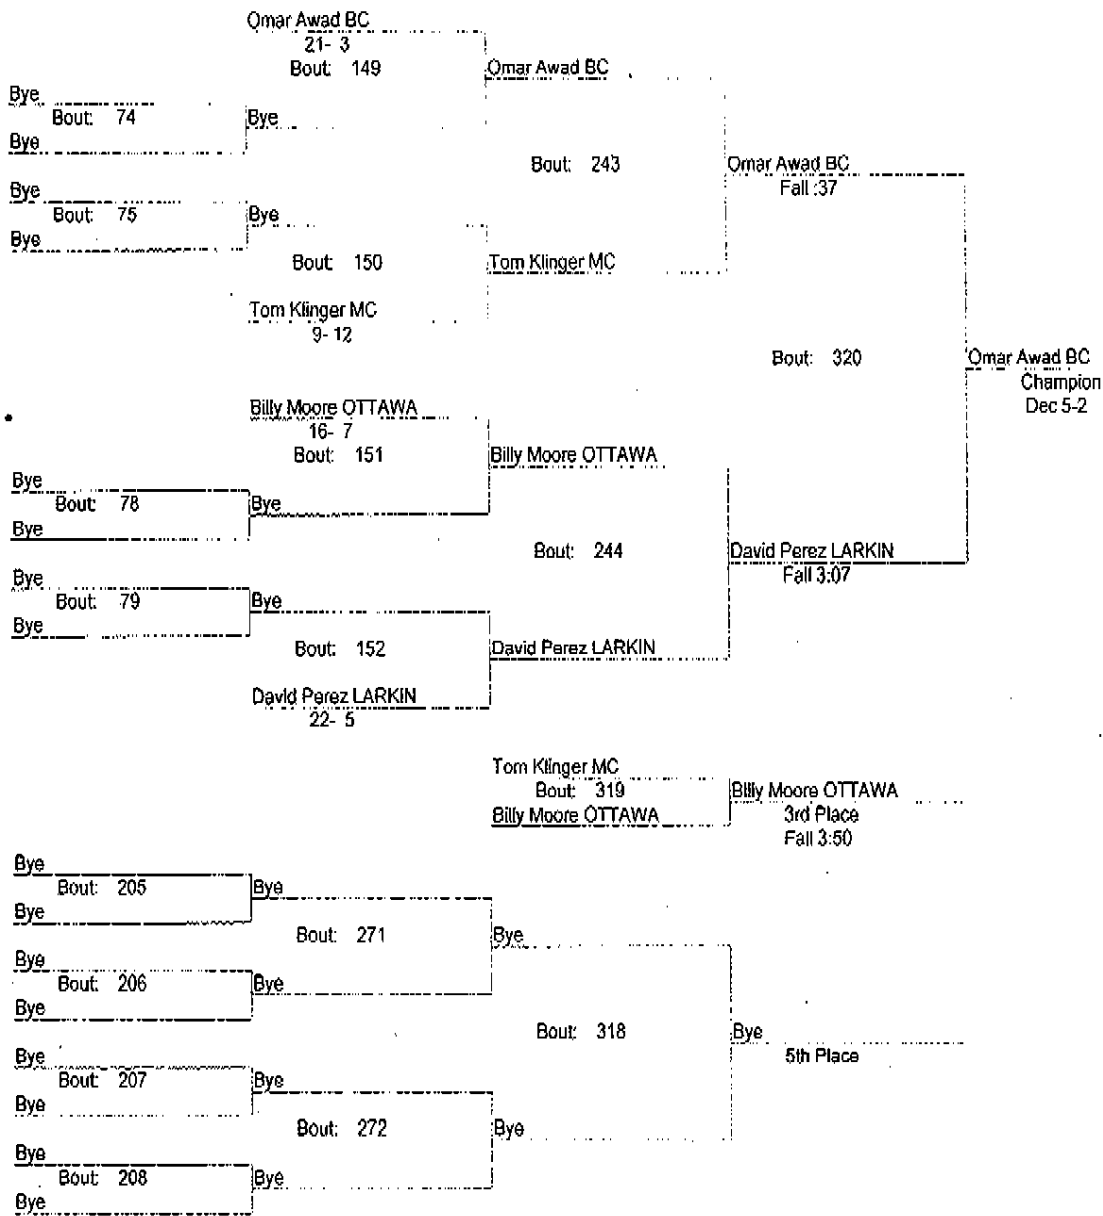 Omar Awad BC
21- 3
Bout: 149
Omar Awad BC
Bye
Bout: 74
Bye
Bye
Bout: 243
Omar Awad BC
Fall :37
Bye
Bout: 75
Bye
Bye
Bout: 150
Tom Klinger MC
Tom Klinger MC
9- 12
Bout: 320
Omar Awad BC
Champion
Dec 5-2
Billy Moore OTTAWA
16- 7
Bout: 151
Billy Moore OTTAWA
Bye
Bout: 78
Bye
Bye
Bout: 244
David Perez LARKIN
Fall 3:07
Bye
Bout: 79
Bye
Bye
Bout: 152
David Perez LARKIN
David Perez LARKIN
22- 5
Tom Klinger MC
Bout: 319
Billy Moore OTTAWA
Billy Moore OTTAWA
3rd Place
Fall 3:50
Bye
Bout: 205
Bye
Bye
Bout: 271
Bye
Bye
Bout: 206
Bye
Bye
Bout: 318
Bye
5th Place
Bye
Bout: 207
Bye
Bye
Bout: 272
Bye
Bye
Bout: 208
Bye
Bye